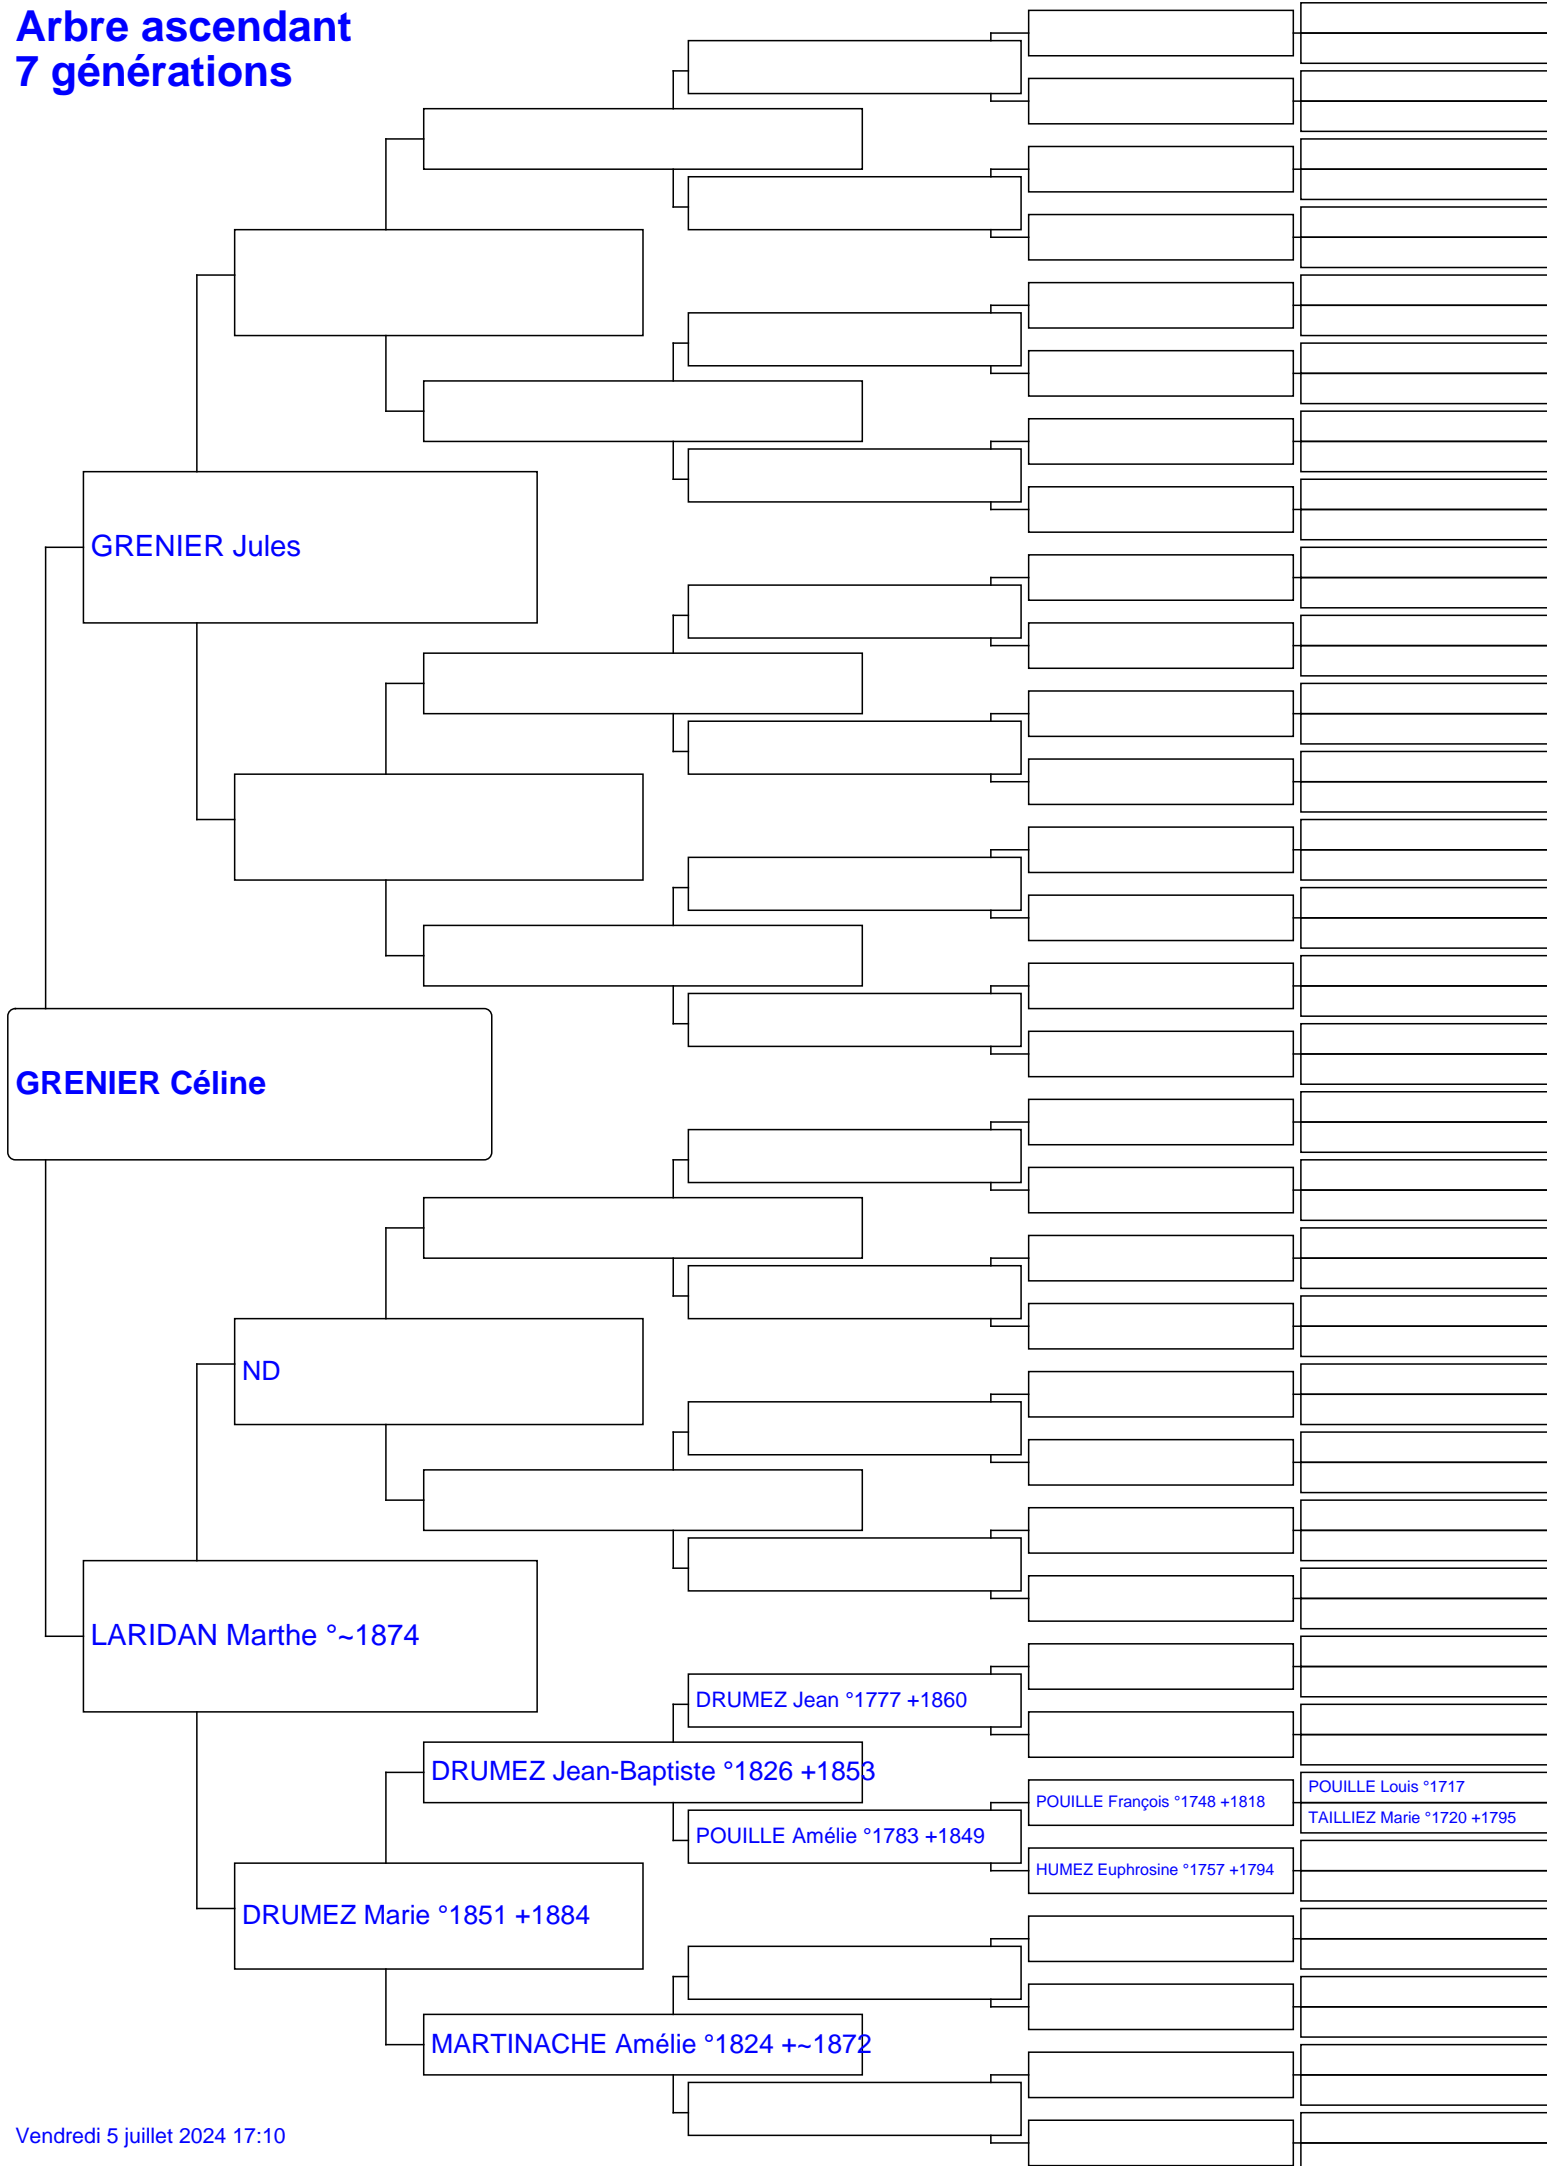 Arbre ascendant
7 générations
GRENIER Jules
GRENIER Céline
ND
LARIDAN Marthe °~1874
DRUMEZ Jean °1777 +1860
DRUMEZ Jean-Baptiste °1826 +1853
POUILLE Louis °1717
POUILLE François °1748 +1818
TAILLIEZ Marie °1720 +1795
POUILLE Amélie °1783 +1849
HUMEZ Euphrosine °1757 +1794
DRUMEZ Marie °1851 +1884
MARTINACHE Amélie °1824 +~1872
Vendredi 5 juillet 2024 17:10